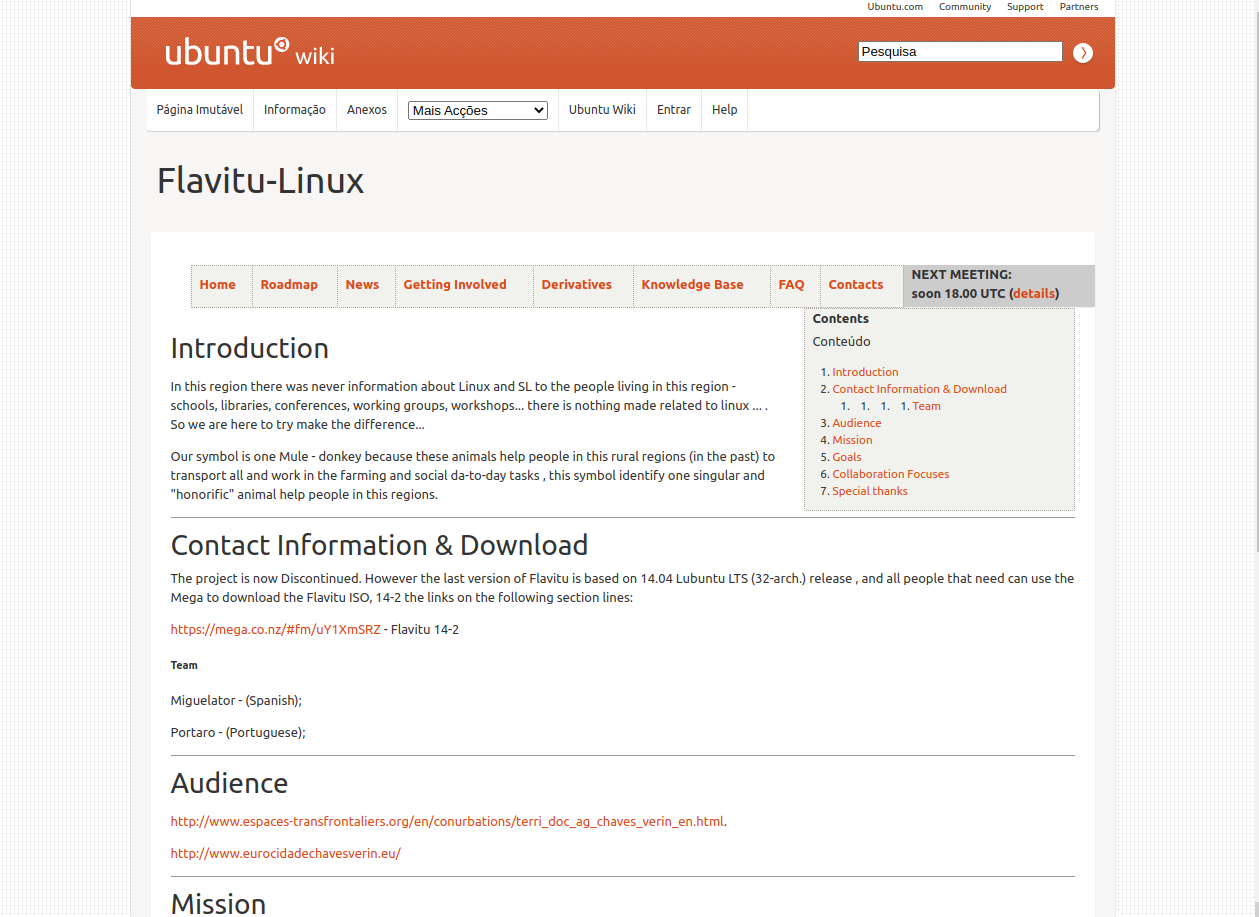 Ubuntu.com Community Support Partners
ubuntu wiki
Pesquisa
Página Imutável Informação Anexos Mais Acções Ubuntu Wiki Entrar Help
Flavitu-Linux
Home Roadmap News Getting Involved Derivatives Knowledge Base FAQ Contacts
NEXT MEETING:
soon 18.00 UTC (details)
Contents
Conteúdo
1. Introduction
2. Contact Information & Download
1. 1. 1. 1. Team
3. Audience
4. Mission
5. Goals
6. Collaboration Focuses
7. Special thanks
Introduction
In this region there was never information about Linux and SL to the people living in this region -
schools, libraries, conferences, working groups, workshops... there is nothing made related to linux ... .
So we are here to try make the difference...
Our symbol is one Mule - donkey because these animals help people in this rural regions (in the past) to
transport all and work in the farming and social da-to-day tasks , this symbol identify one singular and
"honorific" animal help people in this regions.
Contact Information & Download
The project is now Discontinued. However the last version of Flavitu is based on 14.04 Lubuntu LTS (32-arch.) release , and all people that need can use the
Mega to download the Flavitu ISO, 14-2 the links on the following section lines:
https://mega.co.nz/#fm/uY1XmSRZ - Flavitu 14-2
Team
Miguelator - (Spanish);
Portaro - (Portuguese);
Audience
http://www.espaces-transfrontaliers.org/en/conurbations/terri_doc_ag_chaves_verin_en.html.
http://www.eurocidadechavesverin.eu/
Mission